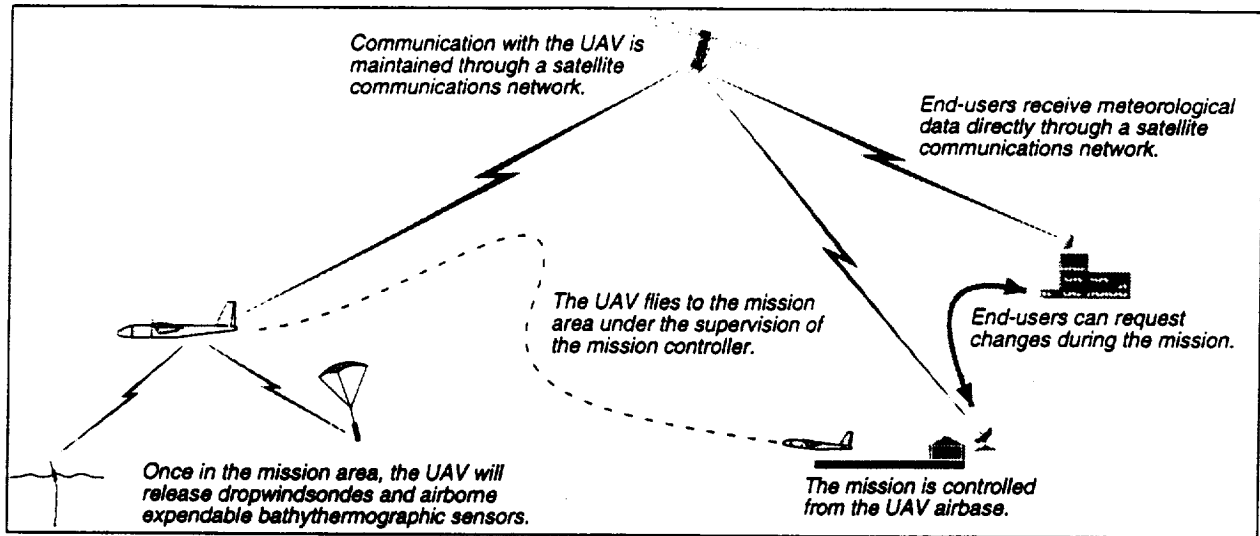 Communication with the UAV is
maintained through a satellite
communications network.
End-users receive meteorological
data directly through a satellite
communications network.
The UAV flies to the mission
area under the supervision of
the mission controller.
End-users can request
changes during the mission.
Once in the mission area, the UAV will
release dropwindsondes and airborne
expendable bathythermographic sensors.
The mission is controlled
from the UAV airbase.